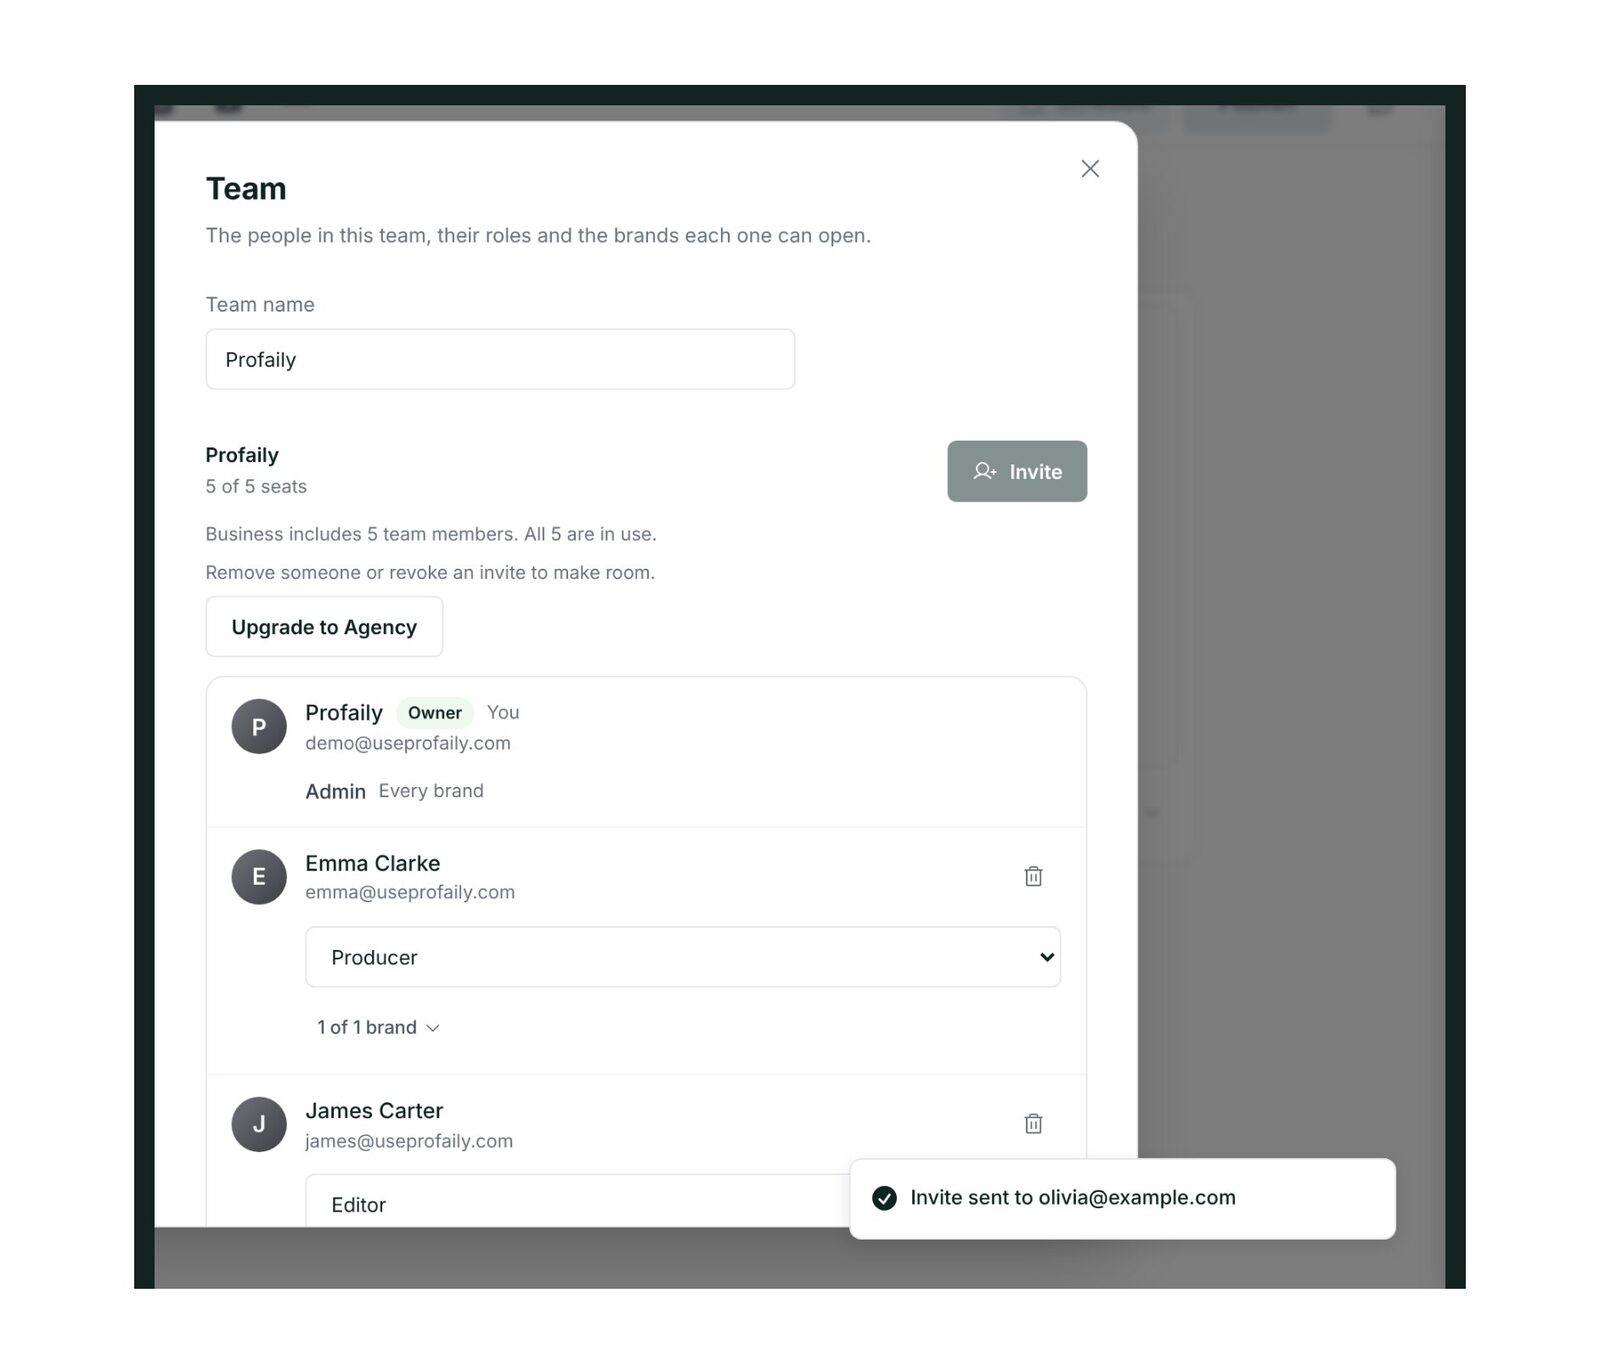 Team
The people in this team, their roles and the brands each one can open.
Team name
Profaily
Profaily
5 of 5 seats
Invite
Business includes 5 team members. All 5 are in use.
Remove someone or revoke an invite to make room.
Upgrade to Agency
P
Profaily Owner You
demo@useprofaily.com
Admin Every brand
E
Emma Clarke
emma@useprofaily.com
Producer
1 of 1 brand
J
James Carter
james@useprofaily.com
Editor
Invite sent to olivia@example.com